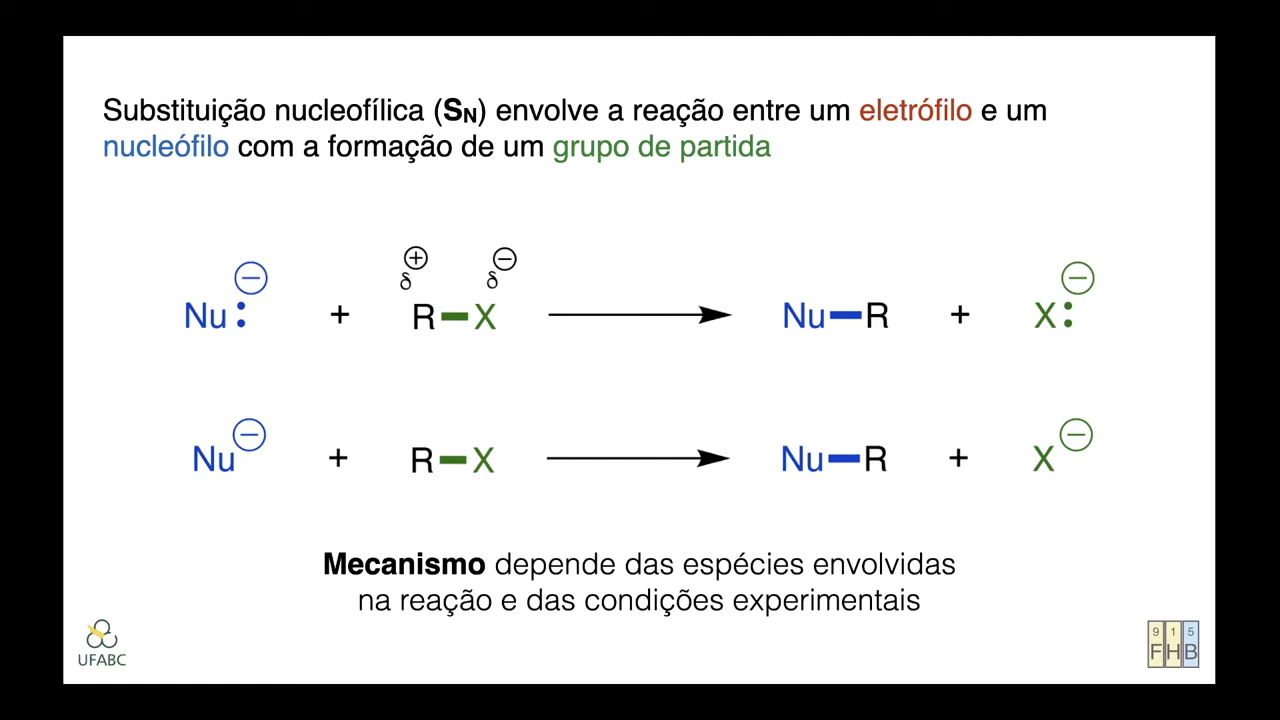 Substituição nucleofílica (SN) envolve a reação entre um eletrófilo e um
nucleófilo com a formação de um grupo de partida
δ⊕ δ⊖
Nu:⊖ + R–X → Nu–R + X:⊖
Nu⊖ + R–X → Nu–R + X⊖
Mecanismo depende das espécies envolvidas
na reação e das condições experimentais
UFABC
9 1 5
F H B